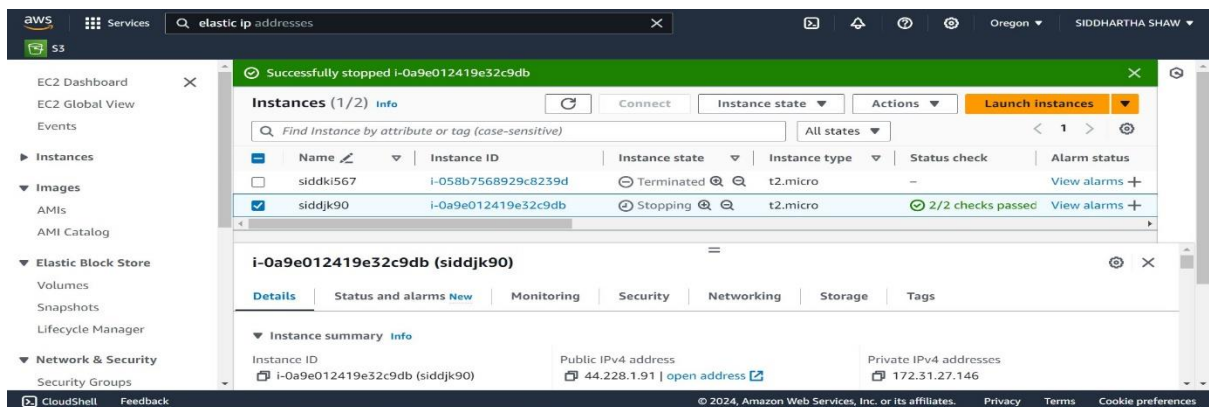 aws Services elastic ip addresses Oregon ▼ SIDDHARTHA SHAW ▼
S3
EC2 Dashboard
EC2 Global View
Events
Instances
Images
AMIs
AMI Catalog
Elastic Block Store
Volumes
Snapshots
Lifecycle Manager
Network & Security
Security Groups
Successfully stopped i-0a9e012419e32c9db
Instances (1/2) Info Connect Instance state ▼ Actions ▼ Launch instances ▼
Find Instance by attribute or tag (case-sensitive) All states ▼ < 1 >
Name Instance ID Instance state Instance type Status check Alarm status
siddki567 i-058b7568929c8239d Terminated t2.micro – View alarms +
siddjk90 i-0a9e012419e32c9db Stopping t2.micro 2/2 checks passed View alarms +
i-0a9e012419e32c9db (siddjk90)
Details Status and alarms New Monitoring Security Networking Storage Tags
▼ Instance summary Info
Instance ID Public IPv4 address Private IPv4 addresses
i-0a9e012419e32c9db (siddjk90) 44.228.1.91 | open address 172.31.27.146
CloudShell Feedback © 2024, Amazon Web Services, Inc. or its affiliates. Privacy Terms Cookie preferences